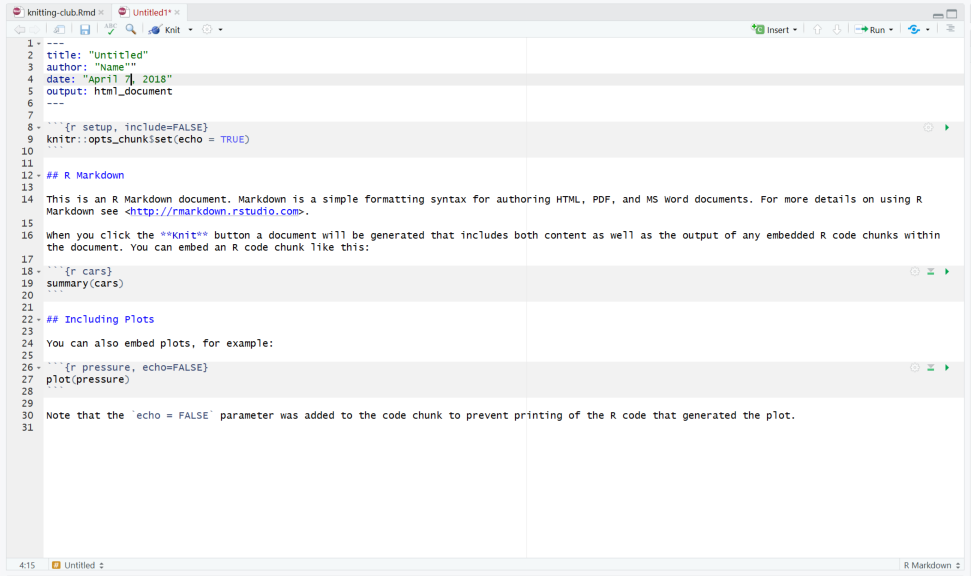 knitting-club.Rmd × Untitled1* ×
ABC Knit Insert Run
1 ---
2 title: "Untitled"
3 author: "Name""
4 date: "April 7, 2018"
5 output: html_document
6 ---
7
8 ```{r setup, include=FALSE}
9 knitr::opts_chunk$set(echo = TRUE)
10 ```
11
12 ## R Markdown
13
14 This is an R Markdown document. Markdown is a simple formatting syntax for authoring HTML, PDF, and MS Word documents. For more details on using R
Markdown see <http://rmarkdown.rstudio.com>.
15
16 When you click the **Knit** button a document will be generated that includes both content as well as the output of any embedded R code chunks within
the document. You can embed an R code chunk like this:
17
18 ```{r cars}
19 summary(cars)
20 ```
21
22 ## Including Plots
23
24 You can also embed plots, for example:
25
26 ```{r pressure, echo=FALSE}
27 plot(pressure)
28 ```
29
30 Note that the `echo = FALSE` parameter was added to the code chunk to prevent printing of the R code that generated the plot.
31
4:15 # Untitled R Markdown